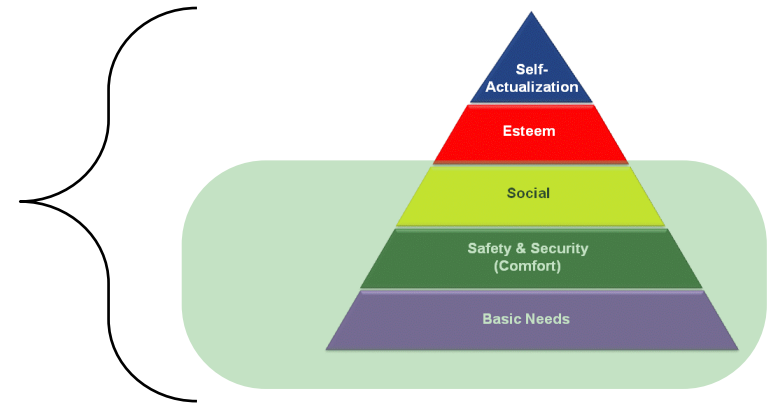 Self-
Actualization
Esteem
Social
Safety & Security
(Comfort)
Basic Needs